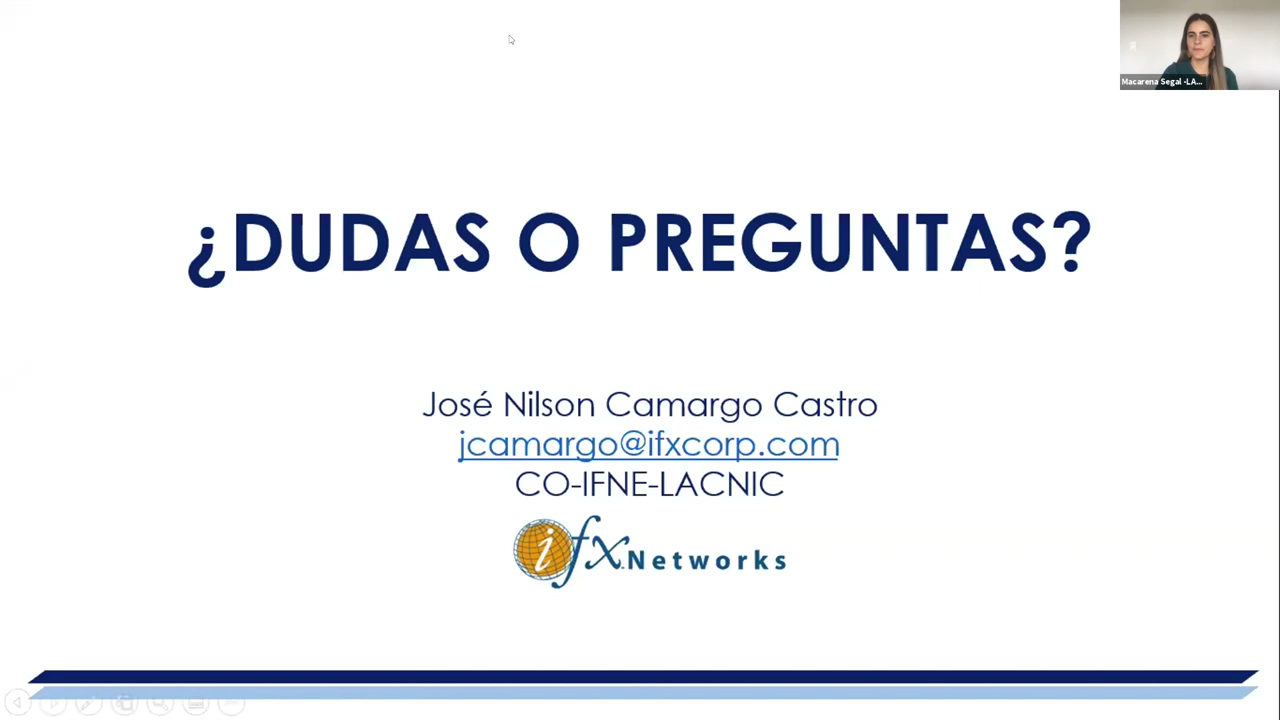 Macarena Segal -LA...
¿DUDAS O PREGUNTAS?
José Nilson Camargo Castro
jcamargo@ifxcorp.com
CO-IFNE-LACNIC
ifx Networks